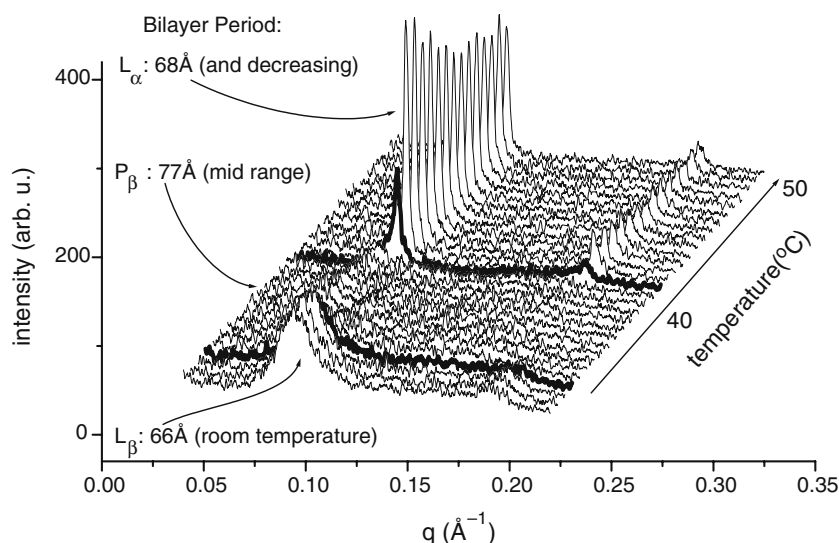 Bilayer Period:
Lα: 68Å (and decreasing)
Pβ : 77Å (mid range)
Lβ: 66Å (room temperature)
400
200
0
intensity (arb. u.)
50
40
temperature(ºC)
0.00 0.05 0.10 0.15 0.20 0.25 0.30 0.35
q (Å⁻¹)